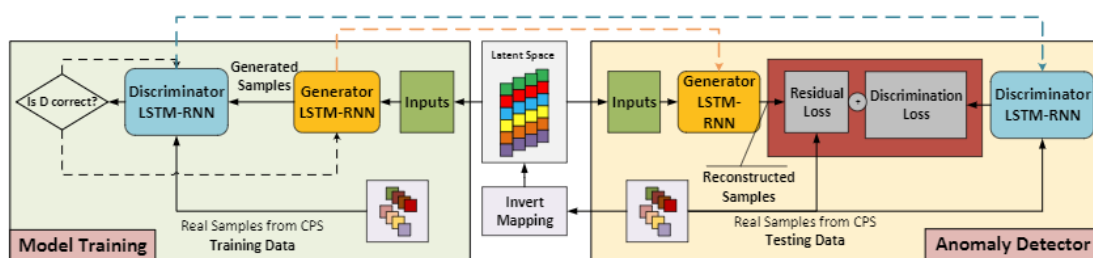 Is D correct?
Discriminator
LSTM-RNN
Generated
Samples
Generator
LSTM-RNN
Inputs
Real Samples from CPS
Training Data
Model Training
Latent Space
Invert
Mapping
Inputs
Generator
LSTM-
RNN
Reconstructed
Samples
Residual
Loss
+
Discrimination
Loss
Discriminator
LSTM-RNN
Real Samples from CPS
Testing Data
Anomaly Detector